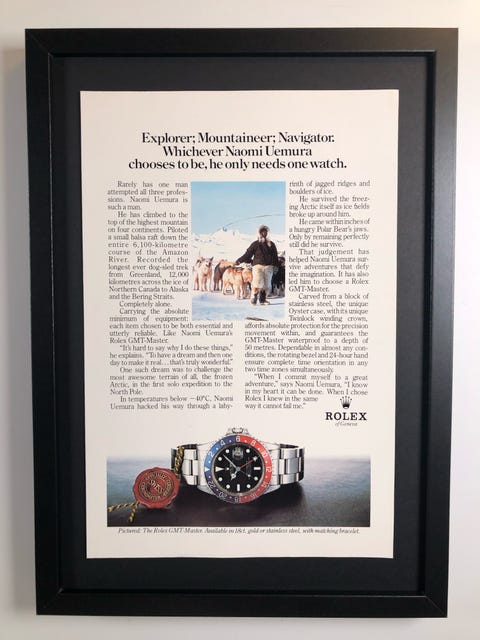 Explorer; Mountaineer; Navigator.
Whichever Naomi Uemura
chooses to be, he only needs one watch.
Rarely has one man
attempted all three profes-
sions. Naomi Uemura is
such a man.
He has climbed to the
top of the highest mountain
on four continents. Piloted
a small balsa raft down the
entire 6,100-kilometre
course of the Amazon
River. Recorded the
longest ever dog-sled trek
from Greenland, 12,000
kilometres across the ice of
Northern Canada to Alaska
and the Bering Straits.
Completely alone.
Carrying the absolute
minimum of equipment:
each item chosen to be both essential and
utterly reliable. Like Naomi Uemura's
Rolex GMT-Master.
"It's hard to say why I do these things,"
he explains. "To have a dream and then one
day to make it real . . . that's truly wonderful."
One such dream was to challenge the
most awesome terrain of all, the frozen
Arctic, in the first solo expedition to the
North Pole.
In temperatures below −40°C, Naomi
Uemura hacked his way through a laby-
rinth of jagged ridges and
boulders of ice.
He survived the freez-
ing Arctic itself as ice fields
broke up around him.
He came within inches of
a hungry Polar Bear's jaws.
Only by remaining perfectly
still did he survive.
That judgement has
helped Naomi Uemura sur-
vive adventures that defy
the imagination. It has also
led him to choose a Rolex
GMT-Master.
Carved from a block of
stainless steel, the unique
Oyster case, with its unique
Twinlock winding crown,
affords absolute protection for the precision
movement within, and guarantees the
GMT-Master waterproof to a depth of
50 metres. Dependable in almost any con-
ditions, the rotating bezel and 24-hour hand
ensure complete time orientation in any
two time zones simultaneously.
"When I commit myself to a great
adventure," says Naomi Uemura, "I know
in my heart it can be done. When I chose
Rolex I knew in the same
way it cannot fail me."
ROLEX
of Geneva
Pictured: The Rolex GMT-Master. Available in 18ct. gold or stainless steel, with matching bracelet.